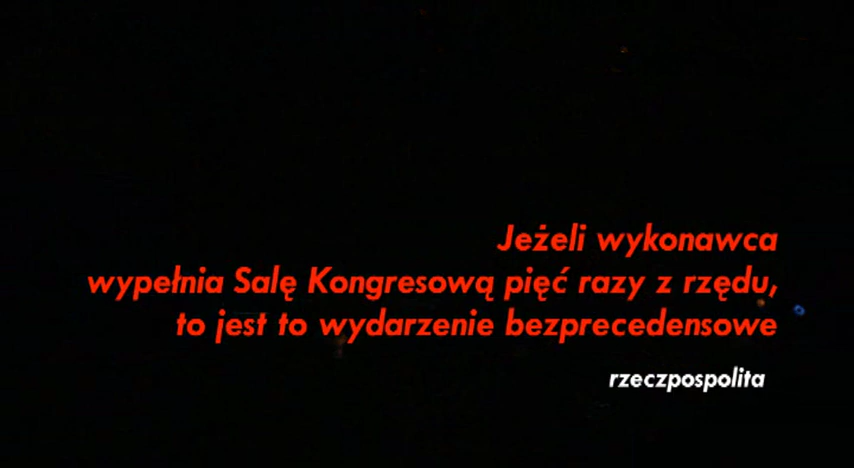 Jeżeli wykonawca
wypełnia Salę Kongresową pięć razy z rzędu,
to jest to wydarzenie bezprecedensowe
rzeczpospolita